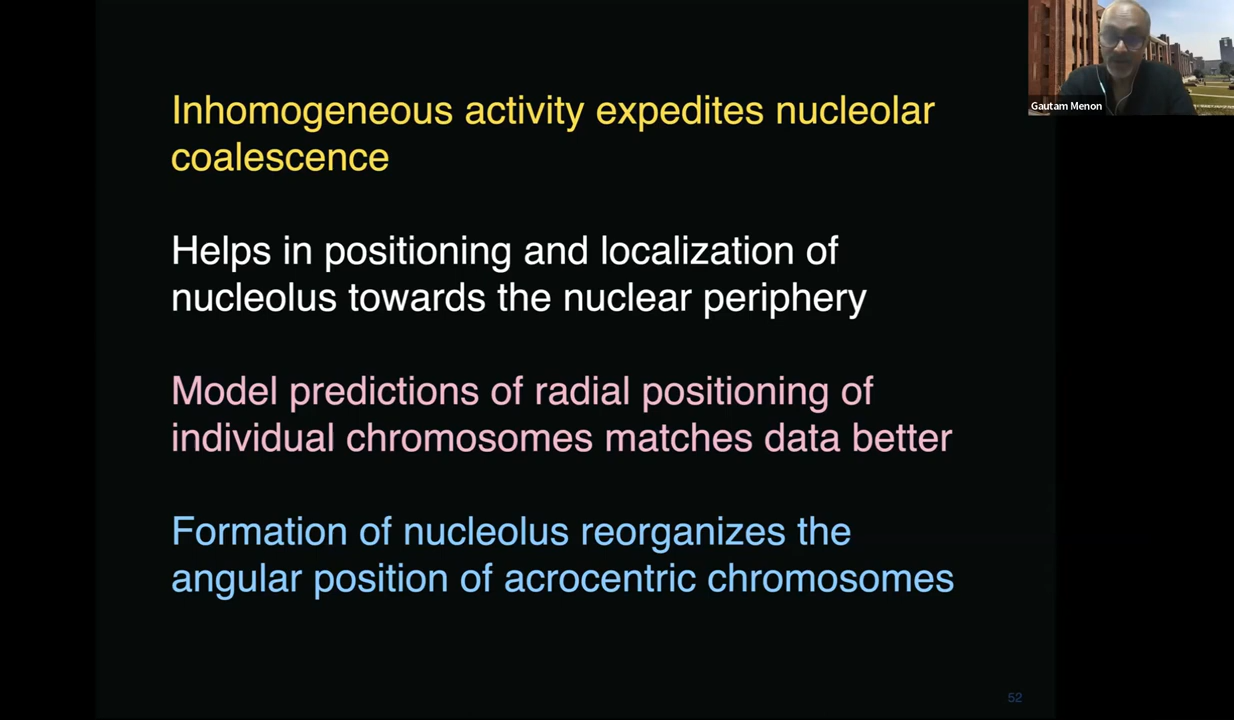 Inhomogeneous activity expedites nucleolar
coalescence
Helps in positioning and localization of
nucleolus towards the nuclear periphery
Model predictions of radial positioning of
individual chromosomes matches data better
Formation of nucleolus reorganizes the
angular position of acrocentric chromosomes
52
Gautam Menon